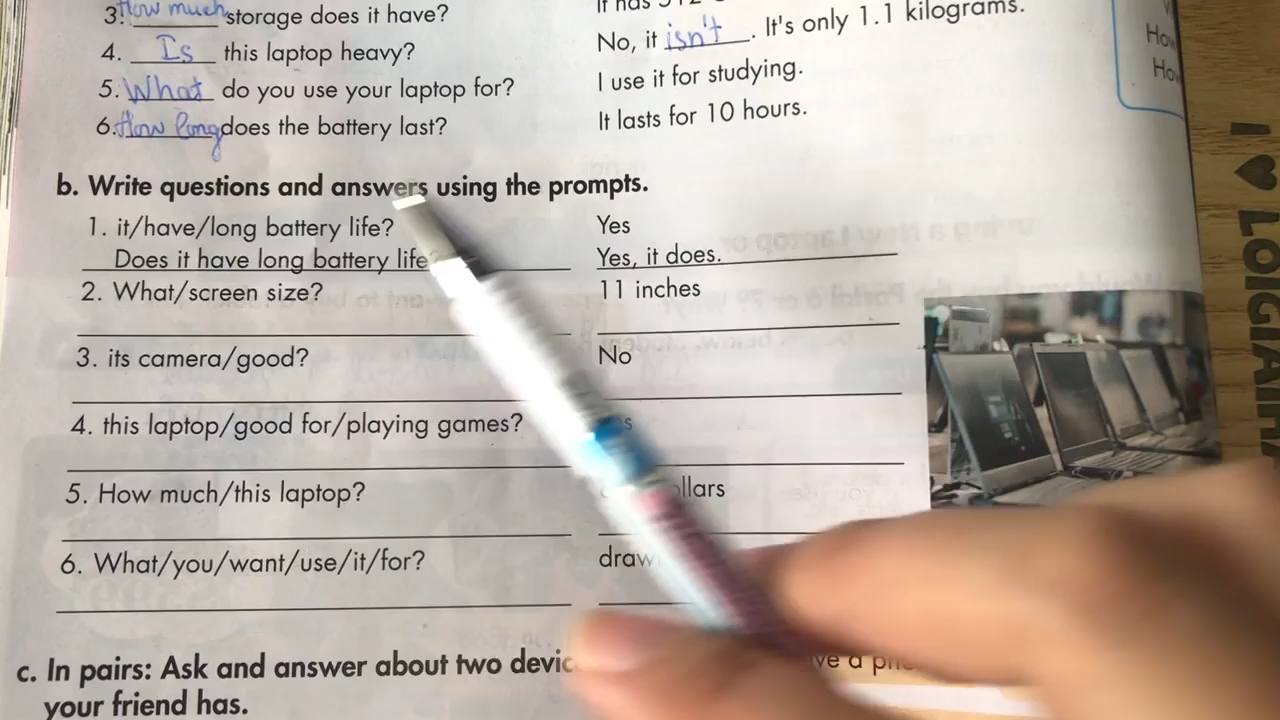 3. How much storage does it have?
4. Is this laptop heavy? No, it isn't. It's only 1.1 kilograms.
5. What do you use your laptop for? I use it for studying.
6. How long does the battery last? It lasts for 10 hours.
b. Write questions and answers using the prompts.
1. it/have/long battery life? Yes
Does it have long battery life? Yes, it does.
2. What/screen size? 11 inches
3. its camera/good? No
4. this laptop/good for/playing games?
5. How much/this laptop?
6. What/you/want/use/it/for?
c. In pairs: Ask and answer about two
your friend has.
I ♥